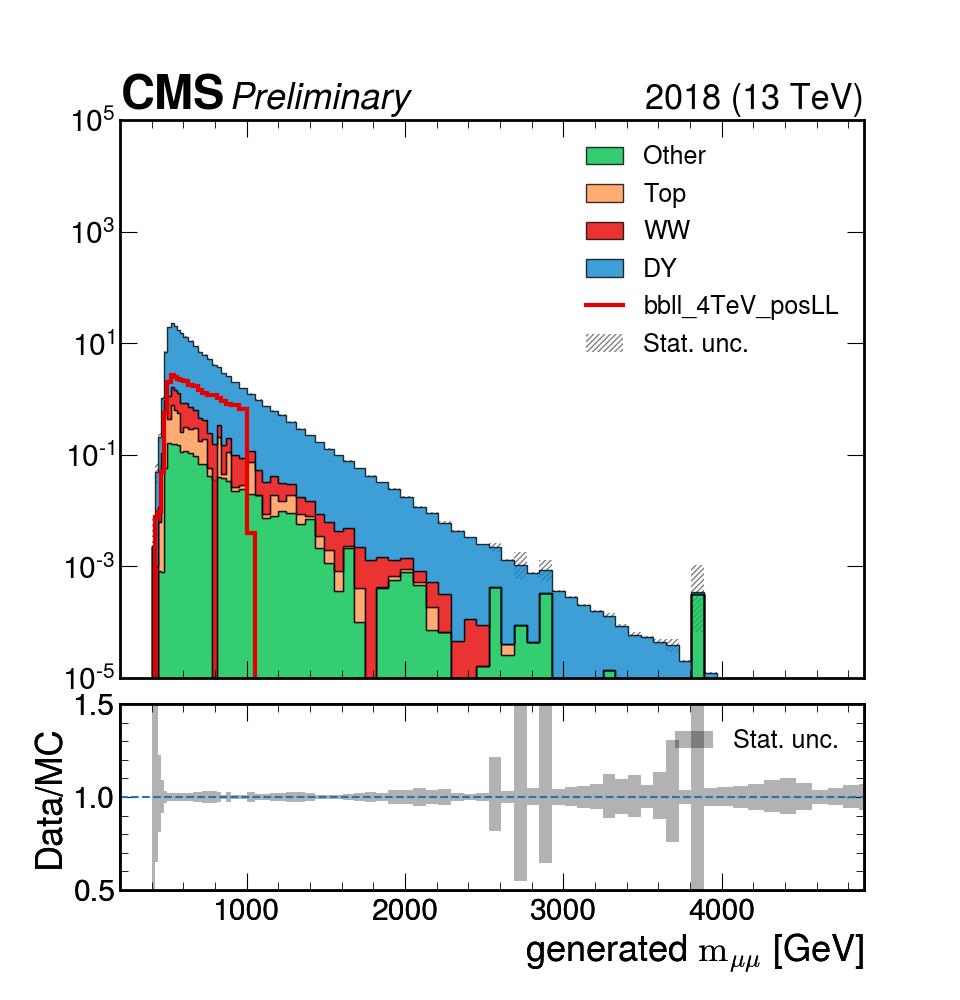 CMS Preliminary 2018 (13 TeV)
10^5
10^3
10^1
10^-1
10^-3
10^-5
Other
Top
WW
DY
bbll_4TeV_posLL
Stat. unc.
1.5
1.0
0.5
Data/MC
Stat. unc.
1000 2000 3000 4000
generated m_μμ [GeV]